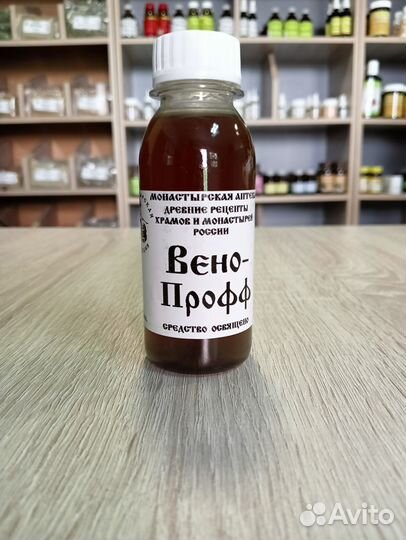 МОНАСТЫРСКАЯ АПТЕКА
ДРЕВНИЕ РЕЦЕПТЫ
ХРАМОВ И МОНАСТЫРЕЙ
РОССИИ
Вено-
Профф
СРЕДСТВО ОСВЯЩЕНО
Avito